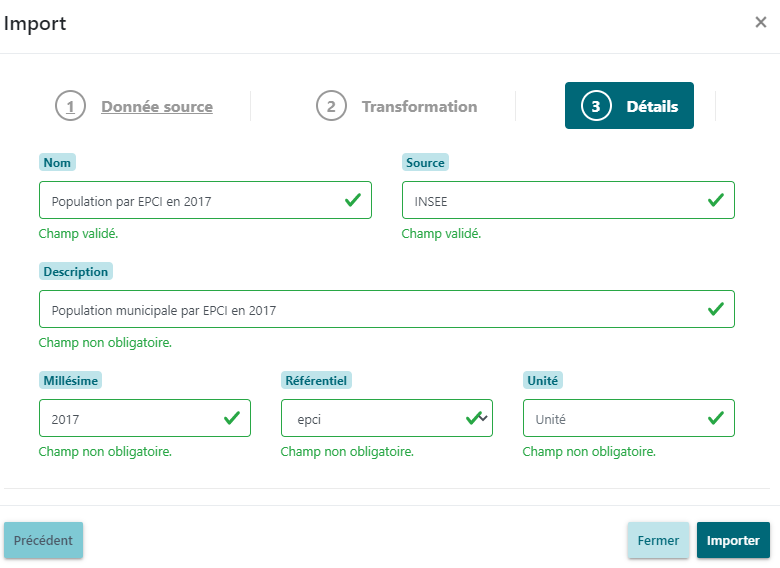 Import
1 Donnée source 2 Transformation 3 Détails
Nom Source
Population par EPCI en 2017 INSEE
Champ validé. Champ validé.
Description
Population municipale par EPCI en 2017
Champ non obligatoire.
Millésime Référentiel Unité
2017 epci Unité
Champ non obligatoire. Champ non obligatoire. Champ non obligatoire.
Précédent Fermer Importer